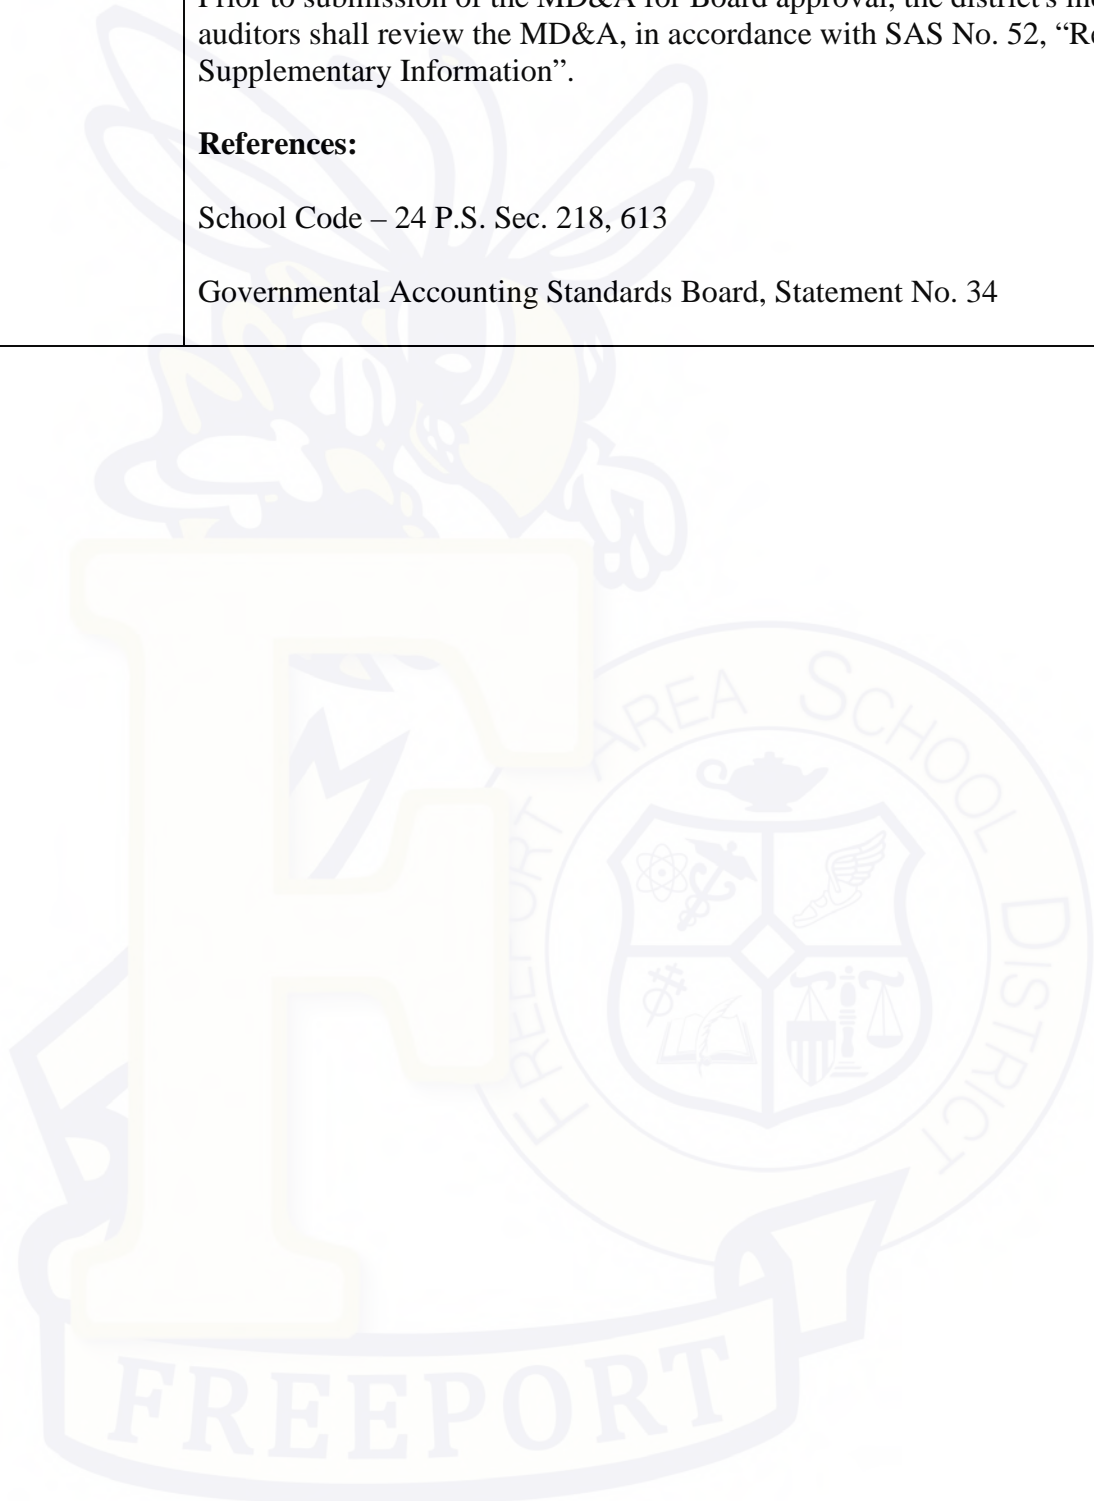 Prior to submission of the MD&A for Board approval, the district's
auditors shall review the MD&A, in accordance with SAS No. 52,
Supplementary Information”.
References:
School Code – 24 P.S. Sec. 218, 613
Governmental Accounting Standards Board, Statement No. 34
FREEPORT AREA SCHOOL DISTRICT
FREEPORT